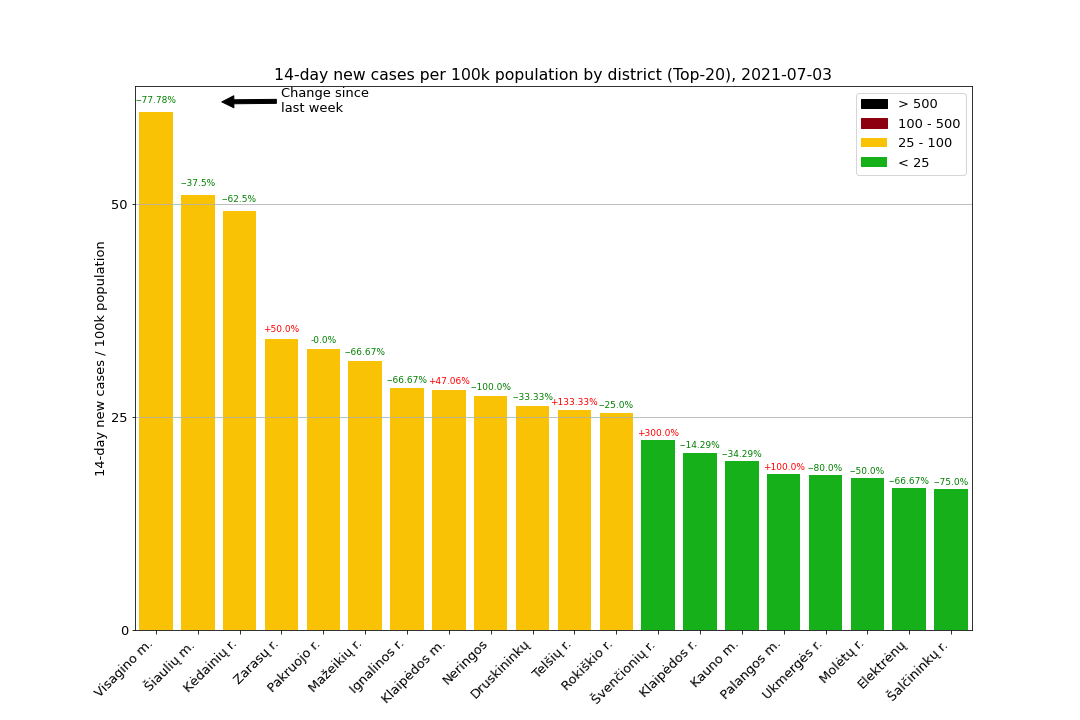 14-day new cases per 100k population by district (Top-20), 2021-07-03
Change since
last week
> 500
100 - 500
25 - 100
< 25
−77.78%
−37.5%
−62.5%
+50.0%
-0.0%
−66.67%
−66.67%
+47.06%
−100.0%
−33.33%
+133.33%
−25.0%
+300.0%
−14.29%
−34.29%
+100.0%
−80.0%
−50.0%
−66.67%
−75.0%
14-day new cases / 100k population
50
25
0
Visagino m.
Šiaulių m.
Kėdainių r.
Zarasų r.
Pakruojo r.
Mažeikių r.
Ignalinos r.
Klaipėdos m.
Neringos
Druskininkų
Telšių r.
Rokiškio r.
Švenčionių r.
Klaipėdos r.
Kauno m.
Palangos m.
Ukmergės r.
Molėtų r.
Elektrėnų
Šalčininkų r.